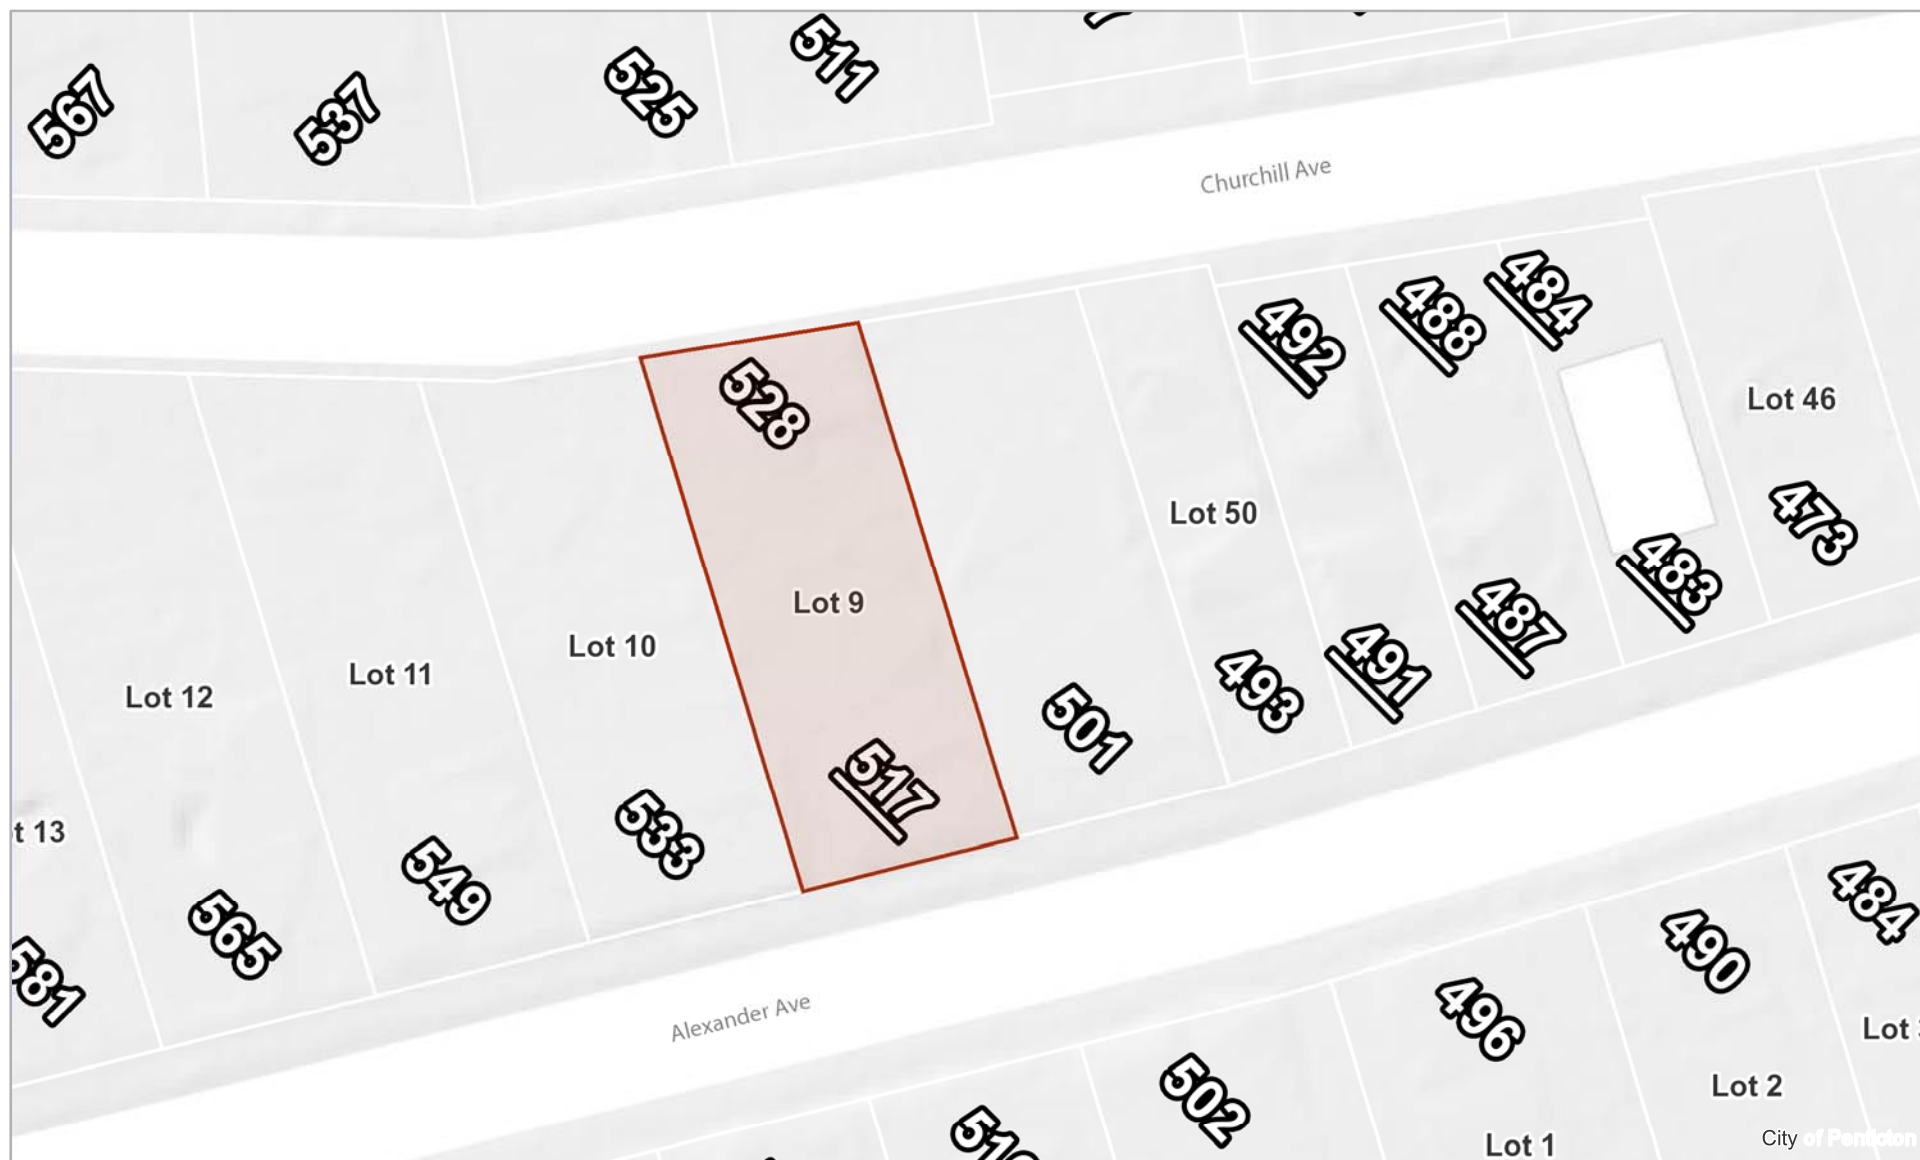 567
537
525
511
Churchill Ave
528
492
488
484
Lot 46
473
Lot 50
Lot 9
Lot 10
Lot 11
Lot 12
483
487
491
493
501
517
533
549
565
t 13
581
Alexander Ave
484
490
496
502
Lot
Lot 2
Lot 1
City of Penticton